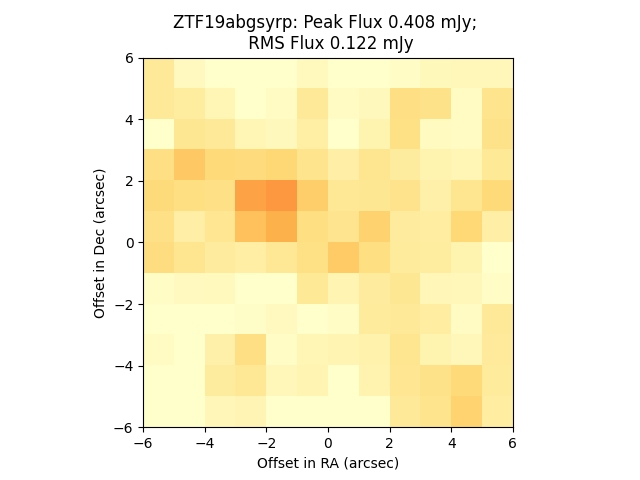 ZTF19abgsyrp: Peak Flux 0.408 mJy;
RMS Flux 0.122 mJy
6
4
2
0
−2
−4
−6
Offset in Dec (arcsec)
−6 −4 −2 0 2 4 6
Offset in RA (arcsec)